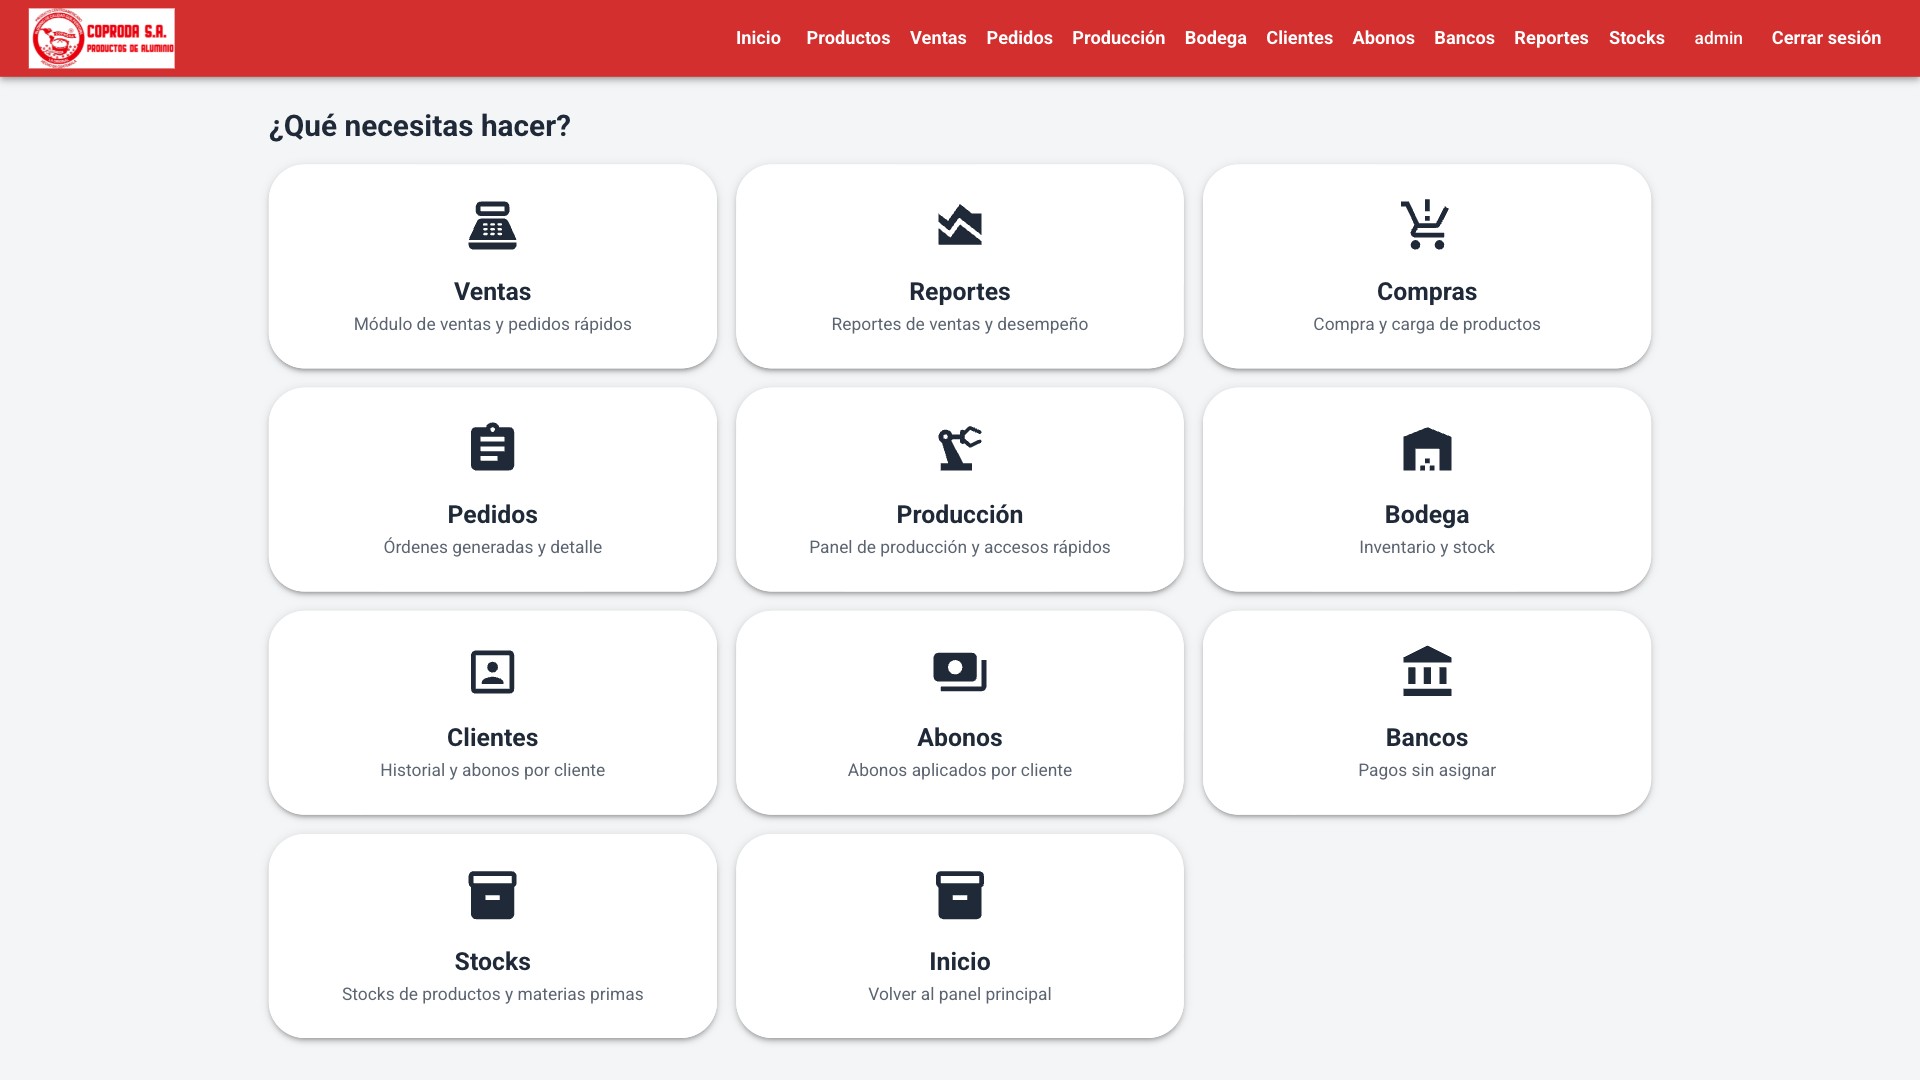 COPRODA S.A.
PRODUCTOS DE ALUMINIO
Inicio Productos Ventas Pedidos Producción Bodega Clientes Abonos Bancos Reportes Stocks admin Cerrar sesión
¿Qué necesitas hacer?
Ventas
Módulo de ventas y pedidos rápidos
Reportes
Reportes de ventas y desempeño
Compras
Compra y carga de productos
Pedidos
Órdenes generadas y detalle
Producción
Panel de producción y accesos rápidos
Bodega
Inventario y stock
Clientes
Historial y abonos por cliente
Abonos
Abonos aplicados por cliente
Bancos
Pagos sin asignar
Stocks
Stocks de productos y materias primas
Inicio
Volver al panel principal